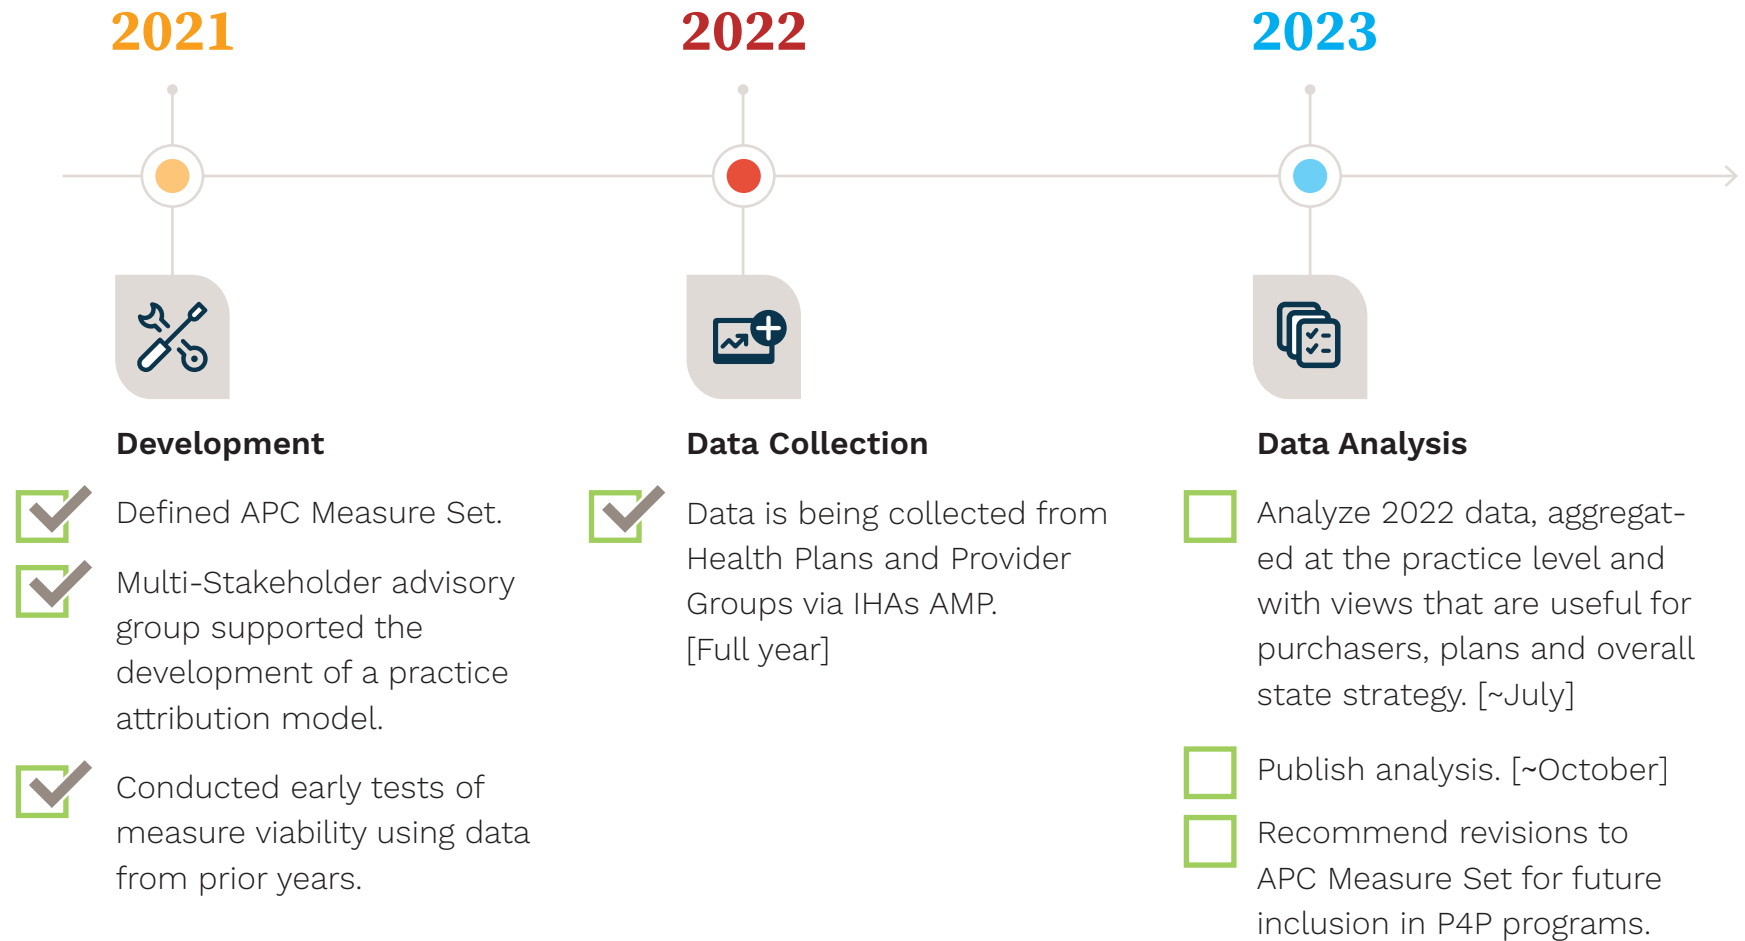 2021
2022
2023
Development
Defined APC Measure Set.
Multi-Stakeholder advisory
group supported the
development of a practice
attribution model.
Conducted early tests of
measure viability using data
from prior years.
Data Collection
Data is being collected from
Health Plans and Provider
Groups via IHAs AMP.
[Full year]
Data Analysis
Analyze 2022 data, aggregat-
ed at the practice level and
with views that are useful for
purchasers, plans and overall
state strategy. [~July]
Publish analysis. [~October]
Recommend revisions to
APC Measure Set for future
inclusion in P4P programs.